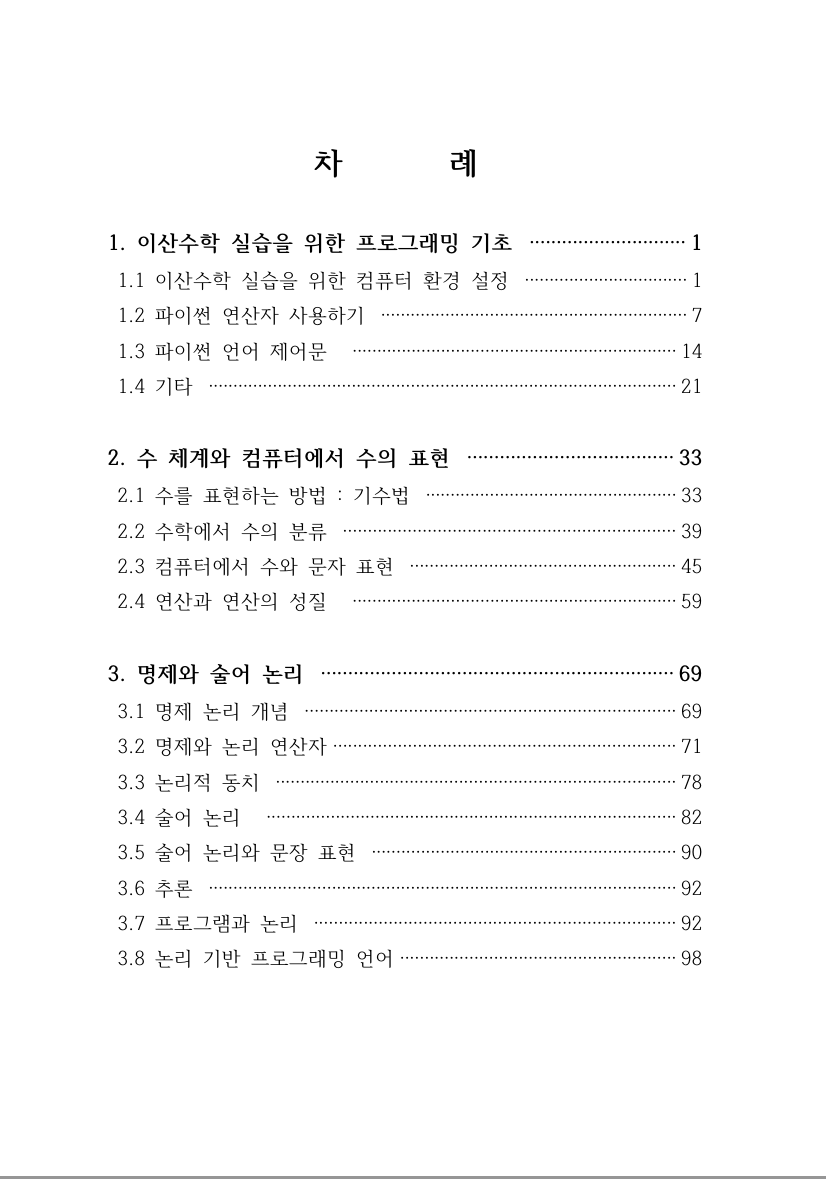 차 례
1. 이산수학 실습을 위한 프로그래밍 기초 ······························ 1
1.1 이산수학 실습을 위한 컴퓨터 환경 설정 ······························ 1
1.2 파이썬 연산자 사용하기 ······························ 7
1.3 파이썬 언어 제어문 ······························ 14
1.4 기타 ······························ 21
2. 수 체계와 컴퓨터에서 수의 표현 ······························ 33
2.1 수를 표현하는 방법 : 기수법 ······························ 33
2.2 수학에서 수의 분류 ······························ 39
2.3 컴퓨터에서 수와 문자 표현 ······························ 45
2.4 연산과 연산의 성질 ······························ 59
3. 명제와 술어 논리 ······························ 69
3.1 명제 논리 개념 ······························ 69
3.2 명제와 논리 연산자 ······························ 71
3.3 논리적 동치 ······························ 78
3.4 술어 논리 ······························ 82
3.5 술어 논리와 문장 표현 ······························ 90
3.6 추론 ······························ 92
3.7 프로그램과 논리 ······························ 92
3.8 논리 기반 프로그래밍 언어 ······························ 98